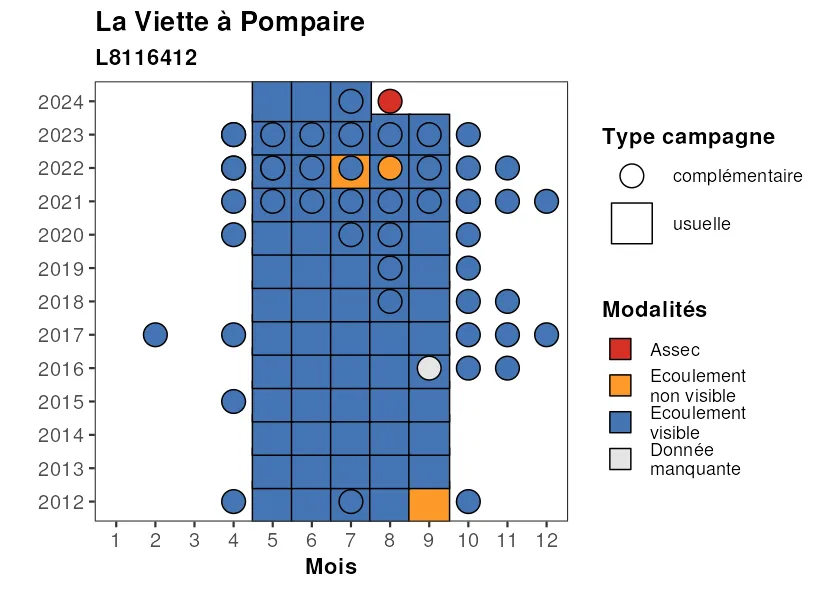 La Viette à Pompaire
L8116412
2024
2023
2022
2021
2020
2019
2018
2017
2016
2015
2014
2013
2012
1 2 3 4 5 6 7 8 9 10 11 12
Mois
Type campagne
complémentaire
usuelle
Modalités
Assec
Ecoulement
non visible
Ecoulement
visible
Donnée
manquante